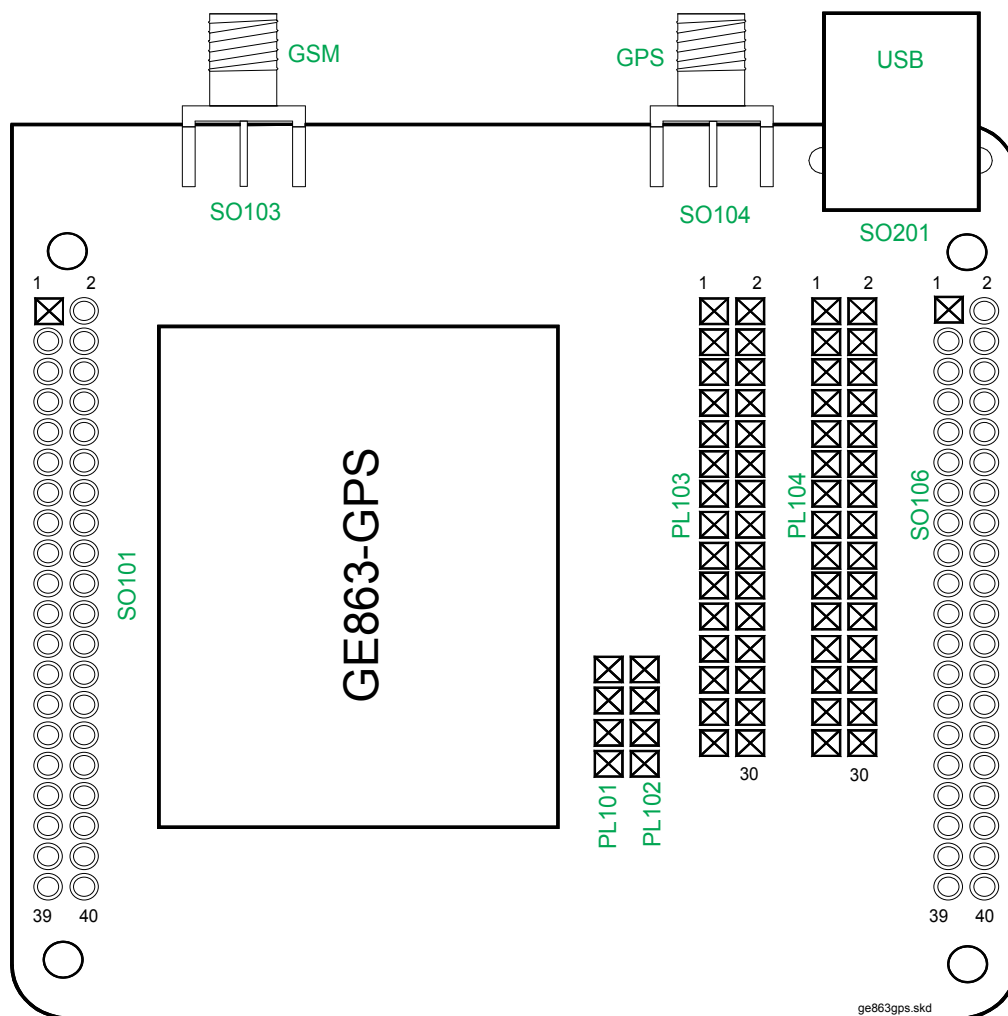 GSM
GPS
USB
SO103
SO104
SO201
1 2
1 2
1 2
1 2
SO101
GE863-GPS
PL103
PL104
SO106
PL101
PL102
30
30
39 40
39 40
ge863gps.skd